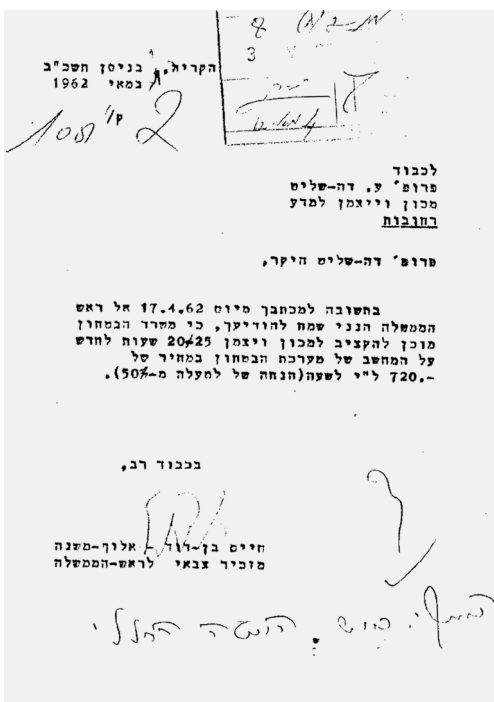 הקריה, בניסן תשכ"ב
במאי 1962
2
8
3
לכבוד
פרופ' ע. דה-שליט
מכון וייצמן למדע
רחובות
פרופ' דה-שליט היקר,
בתשובה למכתבך מיום 17.4.62 אל ראש
הממשלה הנני שמח להודיעך, כי משרד הבטחון
מוכן להקציב למכון ויצמן 20/25 שעות לחדש
על המחשב של מערכת הבטחון במחיר של
720.- ל"י לשעה(הנחה של למעלה מ-50%).
בכבוד רב,
חיים בן-דוד - אלוף-משנה
מזכיר צבאי לראש-הממשלה